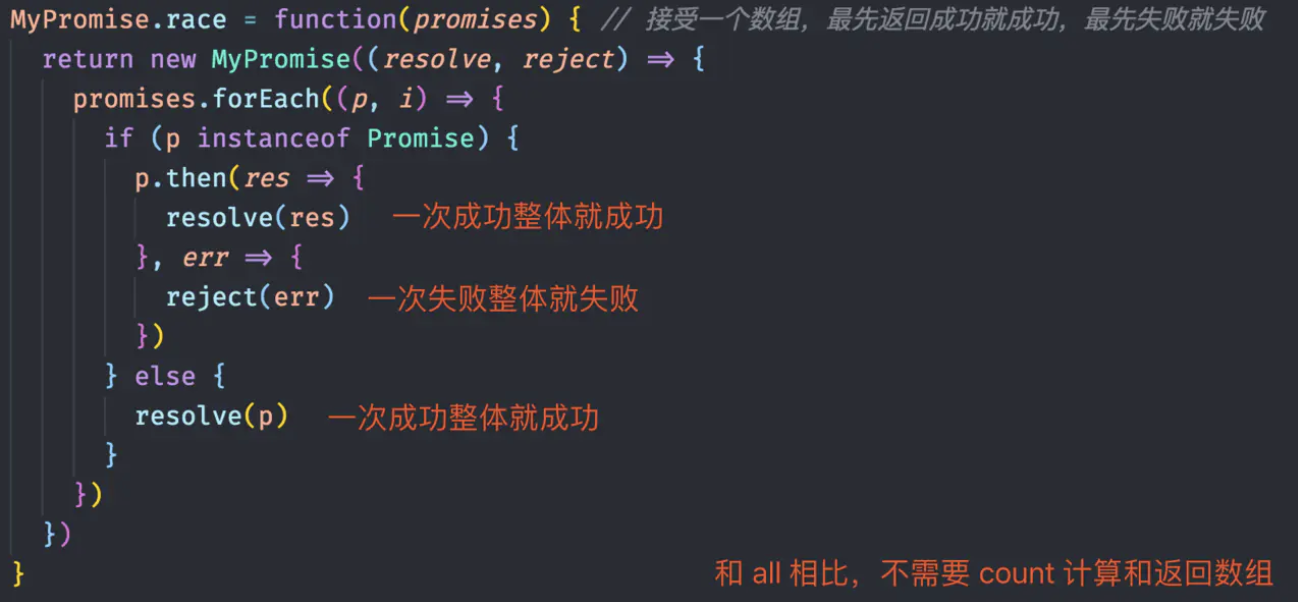 MyPromise.race = function(promises) { // 接受一个数组，最先返回成功就成功，最先失败就失败
return new MyPromise((resolve, reject) => {
promises.forEach((p, i) => {
if (p instanceof Promise) {
p.then(res => {
resolve(res) 一次成功整体就成功
}, err => {
reject(err) 一次失败整体就失败
})
} else {
resolve(p) 一次成功整体就成功
}
})
})
}
和 all 相比，不需要 count 计算和返回数组